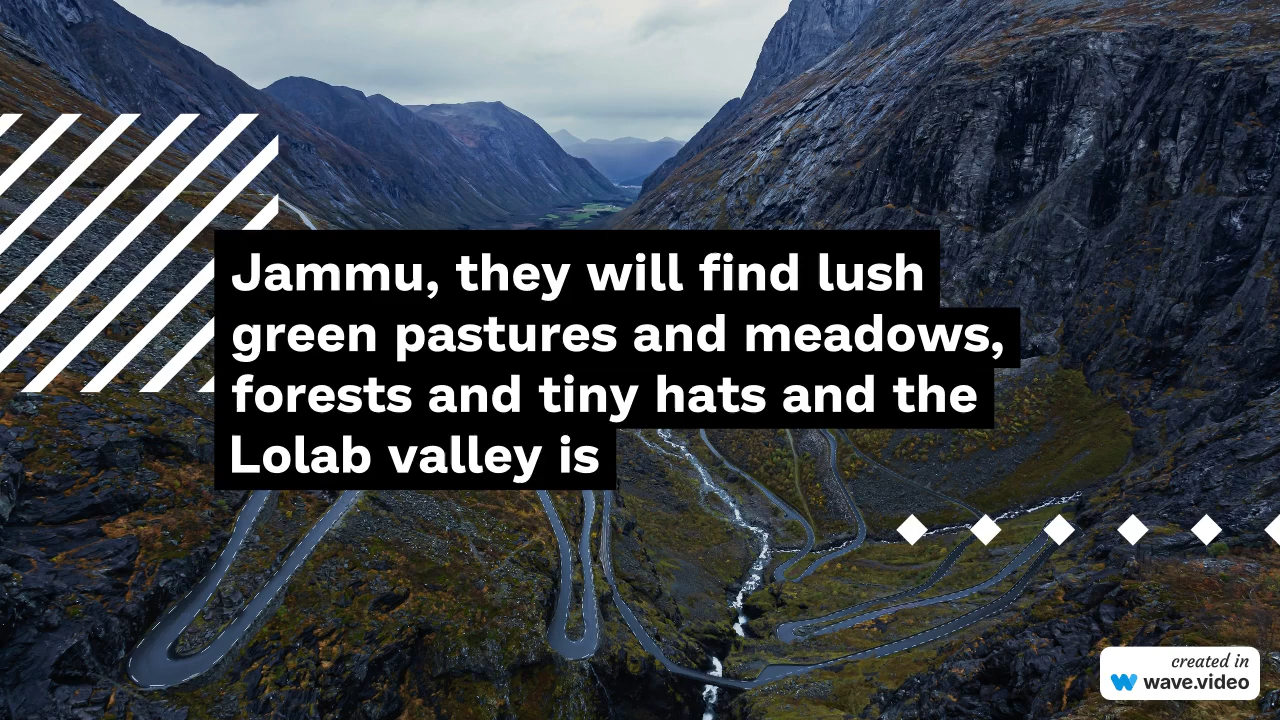 Jammu, they will find lush
green pastures and meadows,
forests and tiny hats and the
Lolab valley is
created in
wave.video